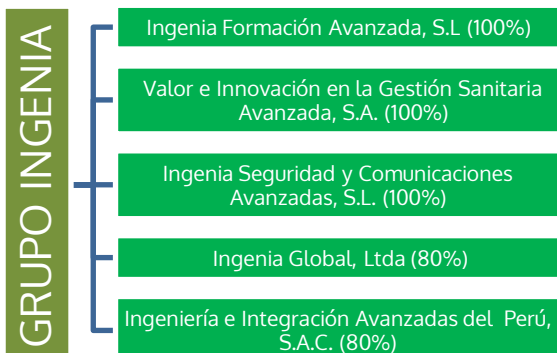 GRUPO INGENIA
Ingenia Formación Avanzada, S.L (100%)
Valor e Innovación en la Gestión Sanitaria
Avanzada, S.A. (100%)
Ingenia Seguridad y Comunicaciones
Avanzadas, S.L. (100%)
Ingenia Global, Ltda (80%)
Ingeniería e Integración Avanzadas del Perú,
S.A.C. (80%)